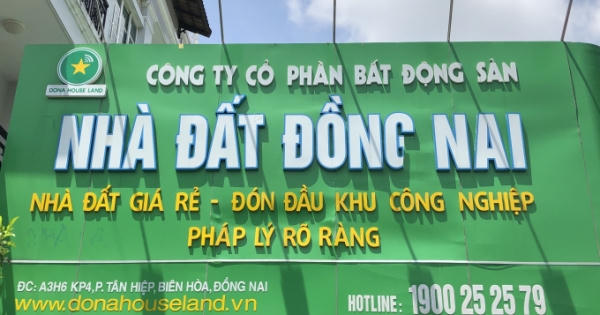 DONA HOUSE LAND
CÔNG TY CỔ PHẦN BẤT ĐỘNG SẢN
NHÀ ĐẤT ĐỒNG NAI
NHÀ ĐẤT GIÁ RẺ - ĐÓN ĐẦU KHU CÔNG NGHIỆP
PHÁP LÝ RÕ RÀNG
ĐC: A3H6 KP4,P. TÂN HIỆP, BIÊN HÒA, ĐỒNG NAI
www.donahouseland.vn
HOTLINE: 1900 25 25 79